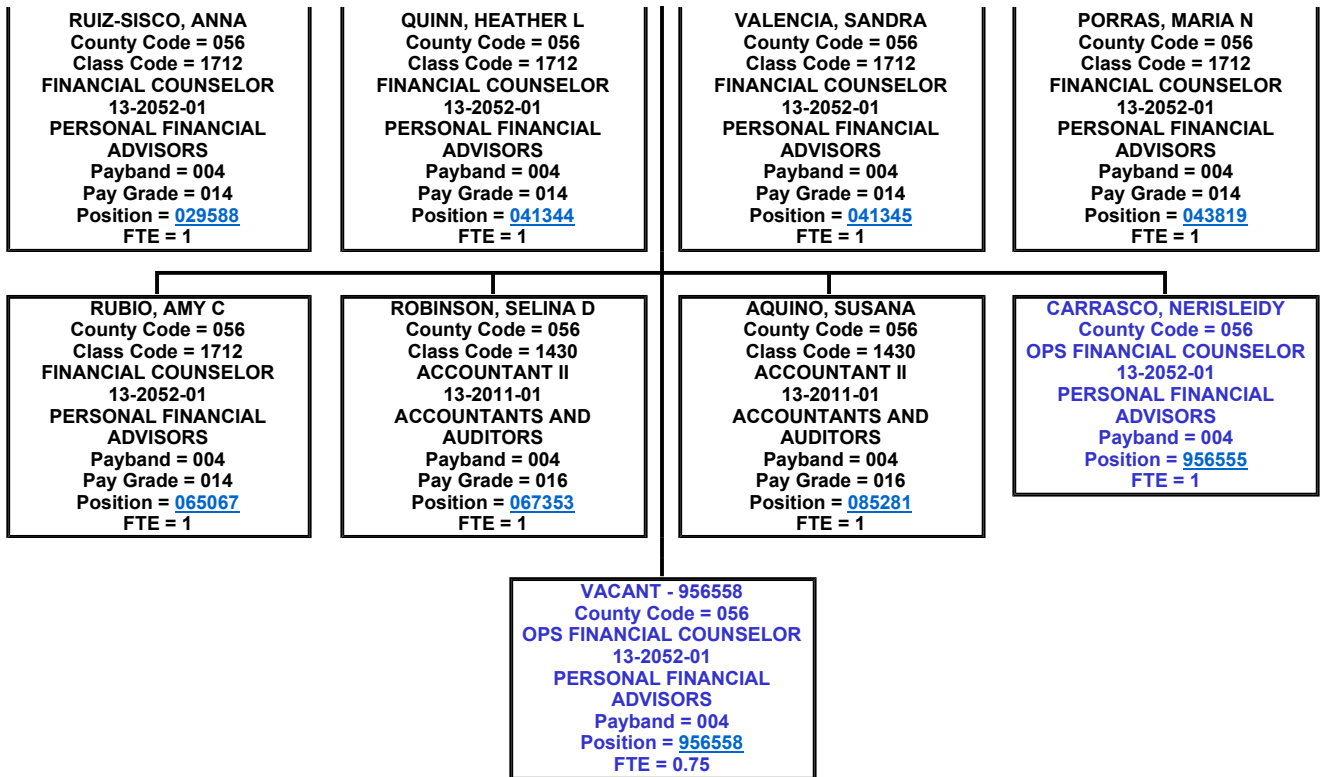 RUIZ-SISCO, ANNA
County Code = 056
Class Code = 1712
FINANCIAL COUNSELOR
13-2052-01
PERSONAL FINANCIAL
ADVISORS
Payband = 004
Pay Grade = 014
Position = 029588
FTE = 1
QUINN, HEATHER L
County Code = 056
Class Code = 1712
FINANCIAL COUNSELOR
13-2052-01
PERSONAL FINANCIAL
ADVISORS
Payband = 004
Pay Grade = 014
Position = 041344
FTE = 1
VALENCIA, SANDRA
County Code = 056
Class Code = 1712
FINANCIAL COUNSELOR
13-2052-01
PERSONAL FINANCIAL
ADVISORS
Payband = 004
Pay Grade = 014
Position = 041345
FTE = 1
PORRAS, MARIA N
County Code = 056
Class Code = 1712
FINANCIAL COUNSELOR
13-2052-01
PERSONAL FINANCIAL
ADVISORS
Payband = 004
Pay Grade = 014
Position = 043819
FTE = 1
RUBIO, AMY C
County Code = 056
Class Code = 1712
FINANCIAL COUNSELOR
13-2052-01
PERSONAL FINANCIAL
ADVISORS
Payband = 004
Pay Grade = 014
Position = 065067
FTE = 1
ROBINSON, SELINA D
County Code = 056
Class Code = 1430
ACCOUNTANT II
13-2011-01
ACCOUNTANTS AND
AUDITORS
Payband = 004
Pay Grade = 016
Position = 067353
FTE = 1
AQUINO, SUSANA
County Code = 056
Class Code = 1430
ACCOUNTANT II
13-2011-01
ACCOUNTANTS AND
AUDITORS
Payband = 004
Pay Grade = 016
Position = 085281
FTE = 1
CARRASCO, NERISLEIDY
County Code = 056
OPS FINANCIAL COUNSELOR
13-2052-01
PERSONAL FINANCIAL
ADVISORS
Payband = 004
Position = 956555
FTE = 1
VACANT - 956558
County Code = 056
OPS FINANCIAL COUNSELOR
13-2052-01
PERSONAL FINANCIAL
ADVISORS
Payband = 004
Position = 956558
FTE = 0.75